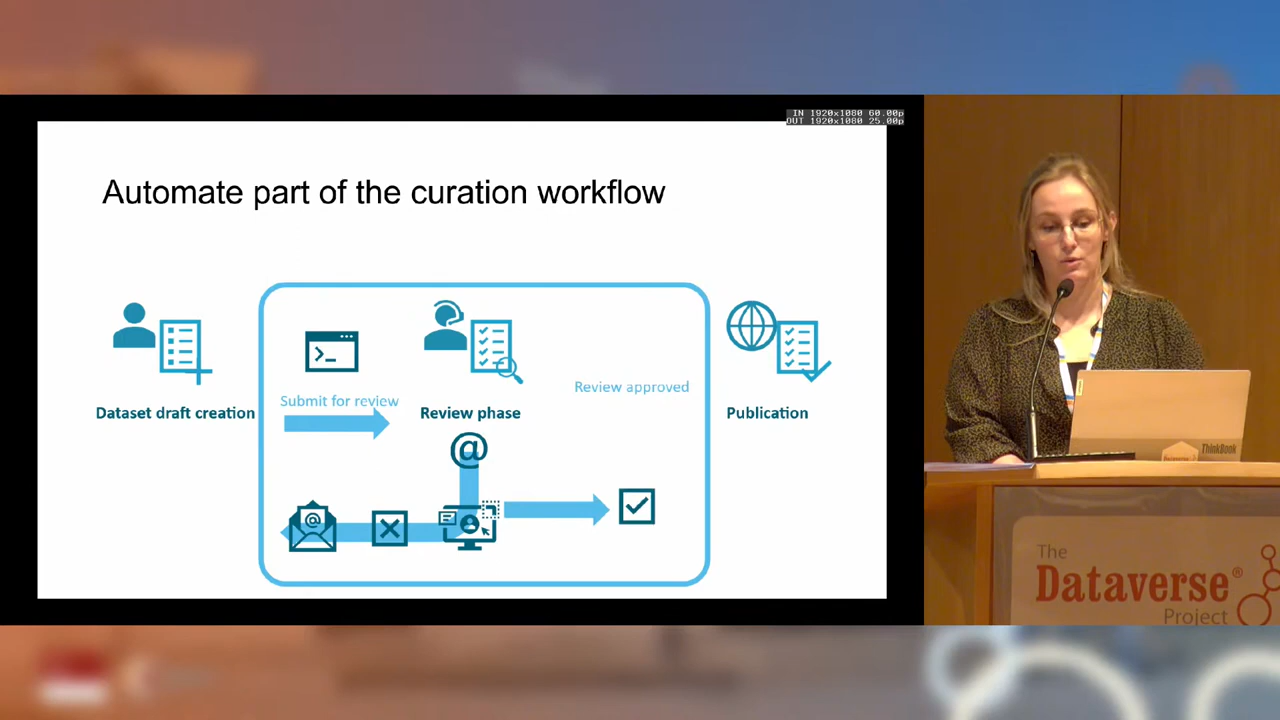 IN 1920x1080 60.00p
OUT 1920x1080 25.00p
Automate part of the curation workflow
Submit for review
Review approved
Dataset draft creation
Review phase
Publication
@
@
ThinkBook
The
Dataverse®
Project